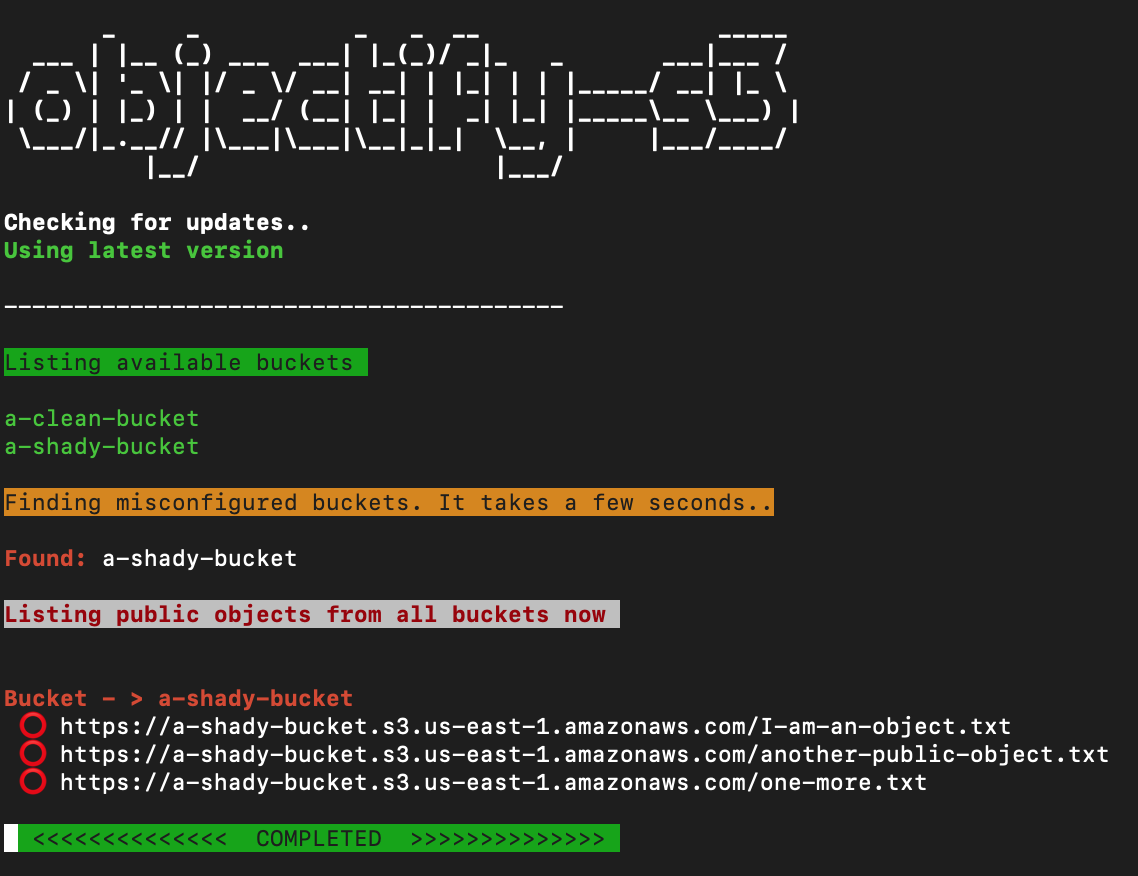 objectify-s3
Checking for updates..
Using latest version
----------------------------------------
Listing available buckets
a-clean-bucket
a-shady-bucket
Finding misconfigured buckets. It takes a few seconds..
Found: a-shady-bucket
Listing public objects from all buckets now
Bucket - > a-shady-bucket
⭕ https://a-shady-bucket.s3.us-east-1.amazonaws.com/I-am-an-object.txt
⭕ https://a-shady-bucket.s3.us-east-1.amazonaws.com/another-public-object.txt
⭕ https://a-shady-bucket.s3.us-east-1.amazonaws.com/one-more.txt
<<<<<<<<<<<<<< COMPLETED >>>>>>>>>>>>>>